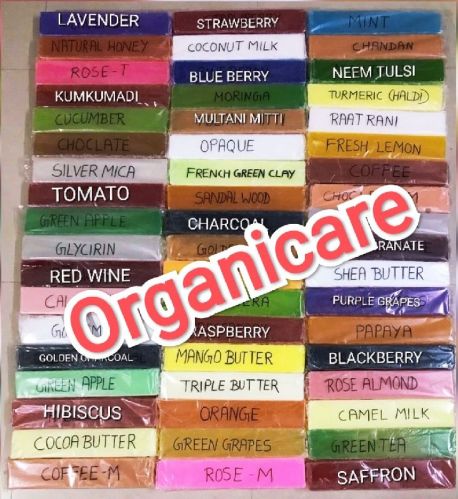 LAVENDER
STRAWBERRY
MINT
NATURAL HONEY
COCONUT MILK
CHANDAN
ROSE-T
BLUE BERRY
NEEM TULSI
KUMKUMADI
MORINGIA
TURMERIC (HALDI)
CUCUMBER
MULTANI MITTI
RAAT RANI
CHOCLATE
OPAQUE
FRESH LEMON
SILVER MICA
FRENCH GREEN CLAY
COFFEE
TOMATO
SANDAL WOOD
GREEN APPLE
CHARCOAL
GLYCIRIN
RED WINE
SHEA BUTTER
PURPLE GRAPES
Organicare
RASPBERRY
PAPAYA
MANGO BUTTER
BLACKBERRY
GREEN APPLE
TRIPLE BUTTER
ROSE ALMOND
HIBISCUS
ORANGE
CAMEL MILK
COCOA BUTTER
GREEN GRAPES
GREEN TEA
COFFEE-M
ROSE-M
SAFFRON